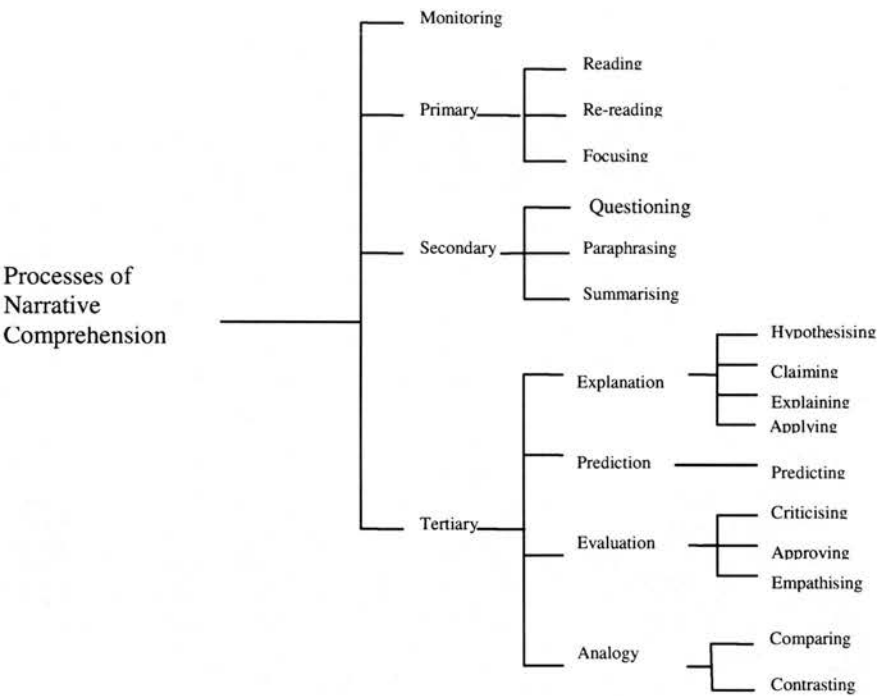 Processes of
Narrative
Comprehension
Monitoring
Primary
Reading
Re-reading
Focusing
Secondary
Questioning
Paraphrasing
Summarising
Tertiary
Explanation
Hypothesising
Claiming
Explaining
Applying
Prediction
Predicting
Evaluation
Criticising
Approving
Empathising
Analogy
Comparing
Contrasting